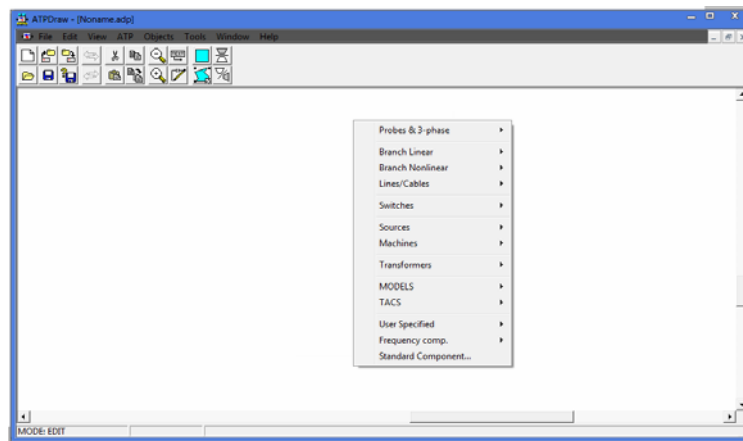 ATPDraw - [Noname.adp]
File Edit View ATP Objects Tools Window Help
Probes & 3-phase
Branch Linear
Branch Nonlinear
Lines/Cables
Switches
Sources
Machines
Transformers
MODELS
TACS
User Specified
Frequency comp.
Standard Component...
MODE: EDIT